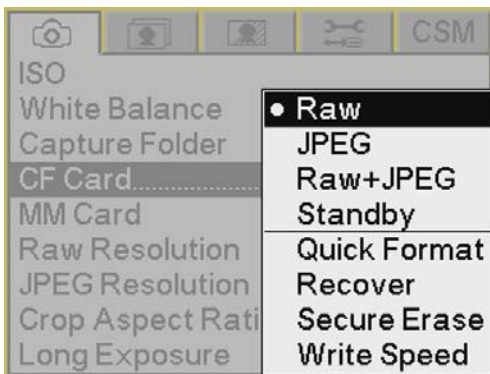 CSM
ISO
White Balance
Capture Folder
CF Card....................
MM Card
Raw Resolution
JPEG Resolution
Crop Aspect Rati
Long Exposure
Raw
JPEG
Raw+JPEG
Standby
Quick Format
Recover
Secure Erase
Write Speed